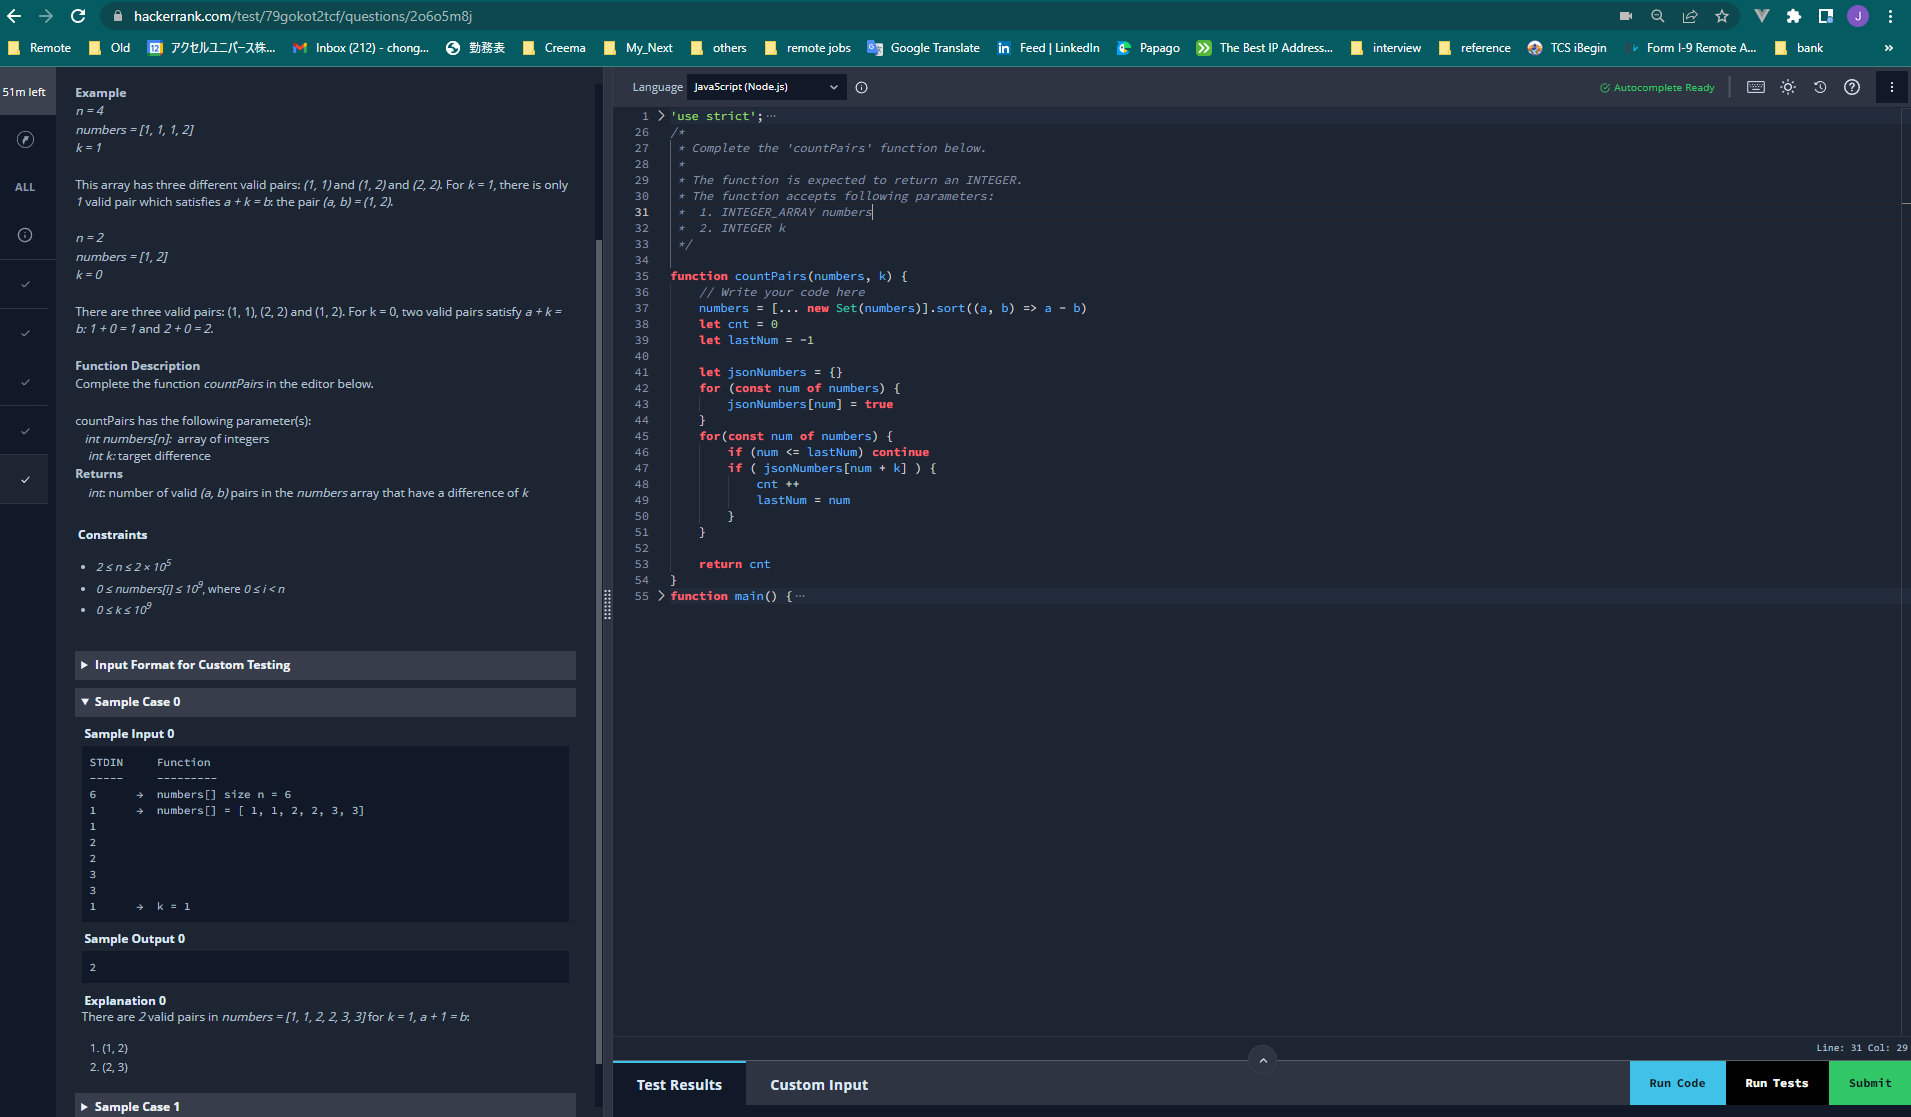 hackerrank.com/test/79gokot2tcf/questions/2o6o5m8j
J
Remote
Old
12
アクセルユニバース株...
Inbox (212) - chong...
勤務表
Creema
My_Next
others
remote jobs
Google Translate
Feed | LinkedIn
Papago
The Best IP Address...
interview
reference
TCS iBegin
Form I-9 Remote A...
bank
»
51m left
ALL
Example
n = 4
numbers = [1, 1, 1, 2]
k = 1
This array has three different valid pairs: (1, 1) and (1, 2) and (2, 2). For k = 1, there is only
1 valid pair which satisfies a + k = b: the pair (a, b) = (1, 2).
n = 2
numbers = [1, 2]
k = 0
There are three valid pairs: (1, 1), (2, 2) and (1, 2). For k = 0, two valid pairs satisfy a + k =
b: 1 + 0 = 1 and 2 + 0 = 2.
Function Description
Complete the function countPairs in the editor below.
countPairs has the following parameter(s):
int numbers[n]: array of integers
int k: target difference
Returns
int: number of valid (a, b) pairs in the numbers array that have a difference of k
Constraints
• 2 ≤ n ≤ 2 × 10⁵
• 0 ≤ numbers[i] ≤ 10⁹, where 0 ≤ i < n
• 0 ≤ k ≤ 10⁹
Input Format for Custom Testing
Sample Case 0
Sample Input 0
STDIN Function
----- ---------
6 → numbers[] size n = 6
1 → numbers[] = [ 1, 1, 2, 2, 3, 3]
1
2
2
3
3
1 → k = 1
Sample Output 0
2
Explanation 0
There are 2 valid pairs in numbers = [1, 1, 2, 2, 3, 3] for k = 1, a + 1 = b:
1. (1, 2)
2. (2, 3)
Sample Case 1
Language JavaScript (Node.js)
Autocomplete Ready
1 'use strict'; ···
26 /*
27 * Complete the 'countPairs' function below.
28 *
29 * The function is expected to return an INTEGER.
30 * The function accepts following parameters:
31 * 1. INTEGER_ARRAY numbers
32 * 2. INTEGER k
33 */
34
35 function countPairs(numbers, k) {
36 // Write your code here
37 numbers = [... new Set(numbers)].sort((a, b) => a - b)
38 let cnt = 0
39 let lastNum = -1
40
41 let jsonNumbers = {}
42 for (const num of numbers) {
43 jsonNumbers[num] = true
44 }
45 for(const num of numbers) {
46 if (num <= lastNum) continue
47 if ( jsonNumbers[num + k] ) {
48 cnt ++
49 lastNum = num
50 }
51 }
52
53 return cnt
54 }
55 function main() { ···
Line: 31 Col: 29
Test Results
Custom Input
Run Code
Run Tests
Submit